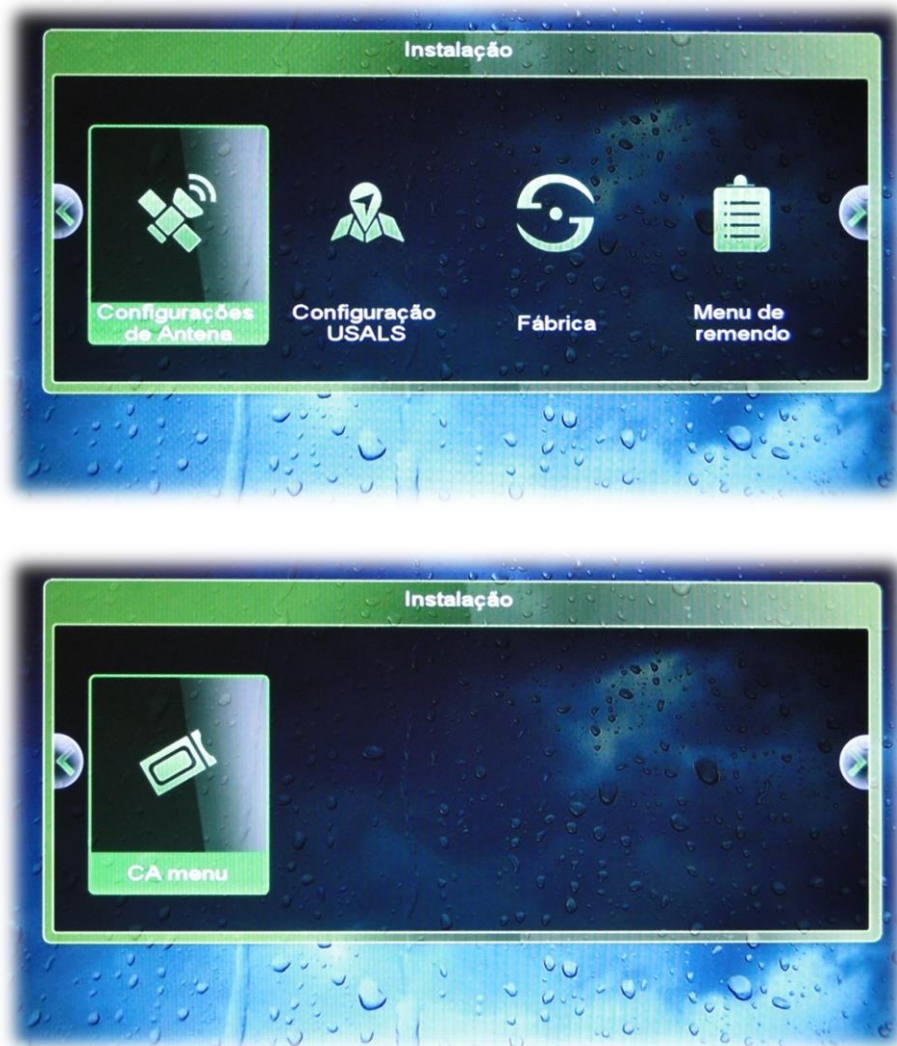 Instalação
Configurações
de Antena
Configuração
USALS
Fábrica
Menu de
remendo
Instalação
CA menu